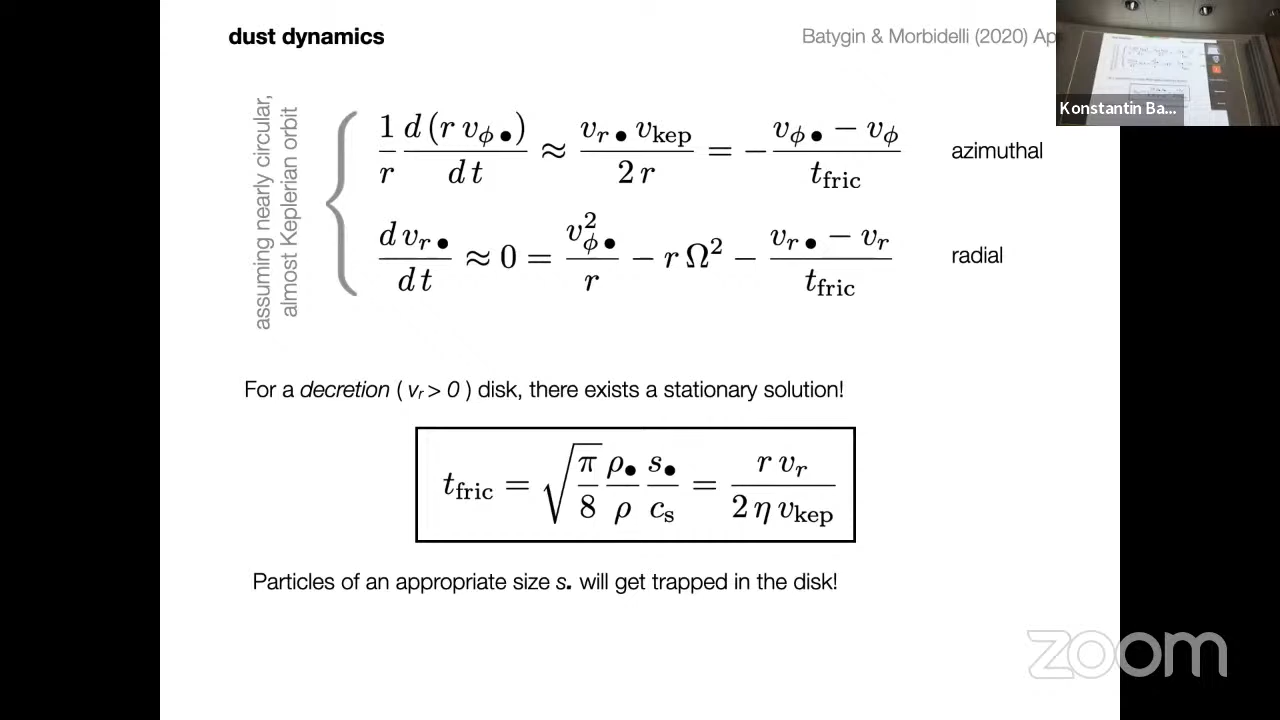 dust dynamics
Batygin & Morbidelli (2020) Ap
Konstantin Ba...
assuming nearly circular,
almost Keplerian orbit
1/r d(r v_ϕ•)/dt ≈ v_r• v_kep / 2r = − (v_ϕ• − v_ϕ)/t_fric azimuthal
d v_r•/dt ≈ 0 = v_ϕ•²/r − r Ω² − (v_r• − v_r)/t_fric radial
For a decretion ( vr > 0 ) disk, there exists a stationary solution!
t_fric = √(π/8) ρ•/ρ s•/c_s = r v_r / 2 η v_kep
Particles of an appropriate size s• will get trapped in the disk!
zoom